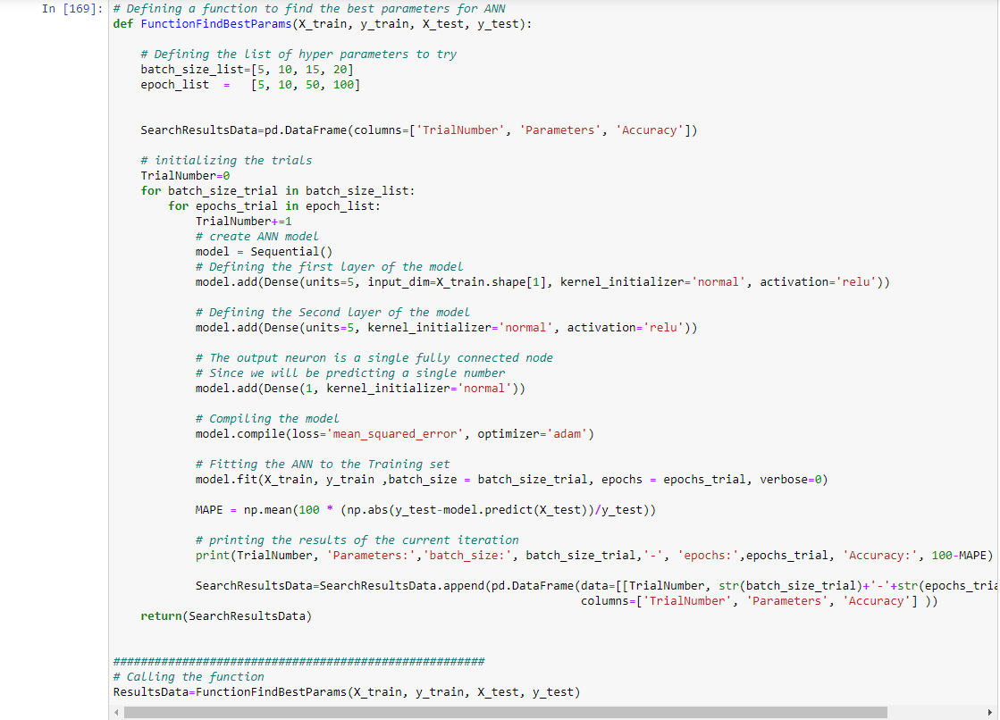 In [169]: # Defining a function to find the best parameters for ANN
def FunctionFindBestParams(X_train, y_train, X_test, y_test):
# Defining the list of hyper parameters to try
batch_size_list=[5, 10, 15, 20]
epoch_list  =   [5, 10, 50, 100]
SearchResultsData=pd.DataFrame(columns=['TrialNumber', 'Parameters', 'Accuracy'])
# initializing the trials
TrialNumber=0
for batch_size_trial in batch_size_list:
for epochs_trial in epoch_list:
TrialNumber+=1
# create ANN model
model = Sequential()
# Defining the first layer of the model
model.add(Dense(units=5, input_dim=X_train.shape[1], kernel_initializer='normal', activation='relu'))
# Defining the Second layer of the model
model.add(Dense(units=5, kernel_initializer='normal', activation='relu'))
# The output neuron is a single fully connected node
# Since we will be predicting a single number
model.add(Dense(1, kernel_initializer='normal'))
# Compiling the model
model.compile(loss='mean_squared_error', optimizer='adam')
# Fitting the ANN to the Training set
model.fit(X_train, y_train ,batch_size = batch_size_trial, epochs = epochs_trial, verbose=0)
MAPE = np.mean(100 * (np.abs(y_test-model.predict(X_test))/y_test))
# printing the results of the current iteration
print(TrialNumber, 'Parameters:','batch_size:', batch_size_trial,'-', 'epochs:',epochs_trial, 'Accuracy:', 100-MAPE)
SearchResultsData=SearchResultsData.append(pd.DataFrame(data=[[TrialNumber, str(batch_size_trial)+'-'+str(epochs_tria
columns=['TrialNumber', 'Parameters', 'Accuracy'] ))
return(SearchResultsData)
######################################################
# Calling the function
ResultsData=FunctionFindBestParams(X_train, y_train, X_test, y_test)